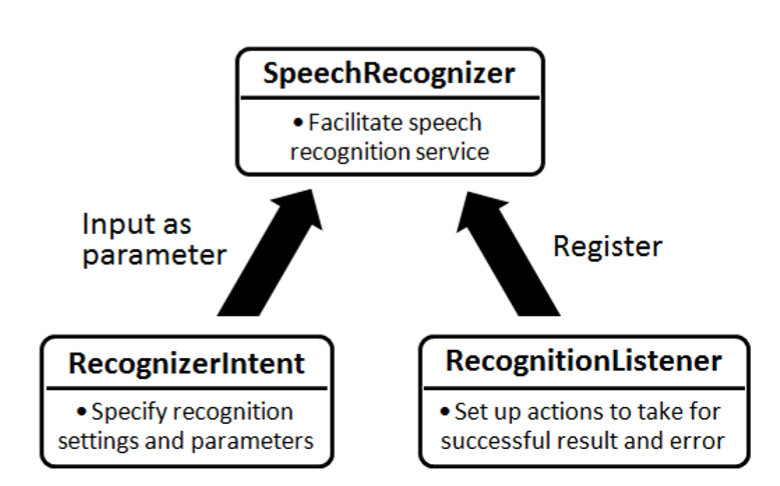 SpeechRecognizer
• Facilitate speech
recognition service
Input as
parameter
Register
RecognizerIntent
• Specify recognition
settings and parameters
RecognitionListener
• Set up actions to take for
successful result and error